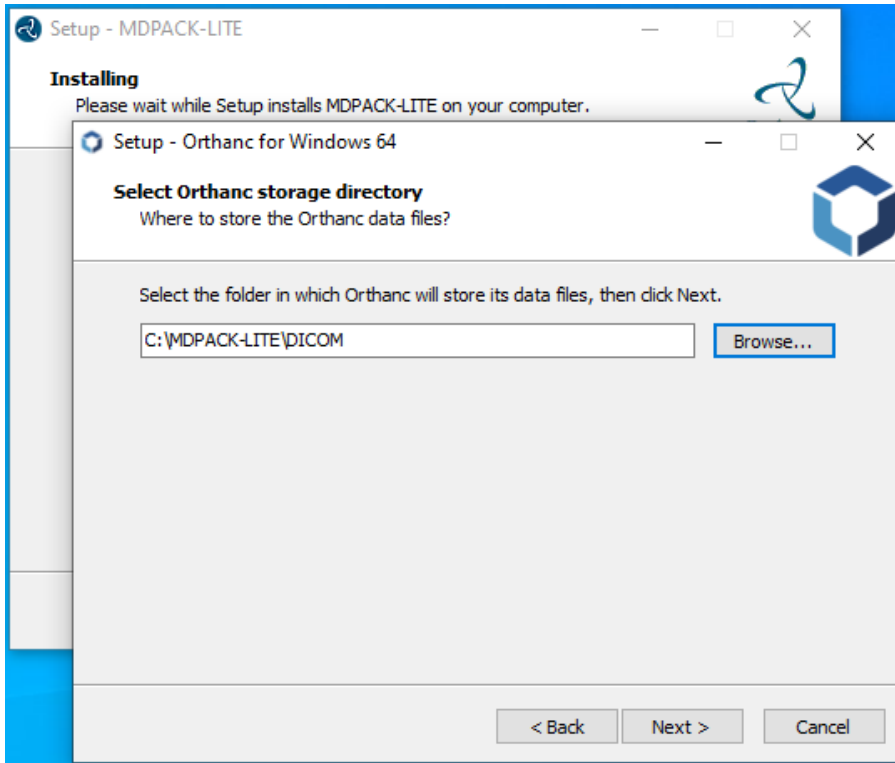 Setup - MDPACK-LITE
Installing
Please wait while Setup installs MDPACK-LITE on your computer.
Setup - Orthanc for Windows 64
Select Orthanc storage directory
Where to store the Orthanc data files?
Select the folder in which Orthanc will store its data files, then click Next.
C:\MDPACK-LITE\DICOM
Browse...
< Back
Next >
Cancel